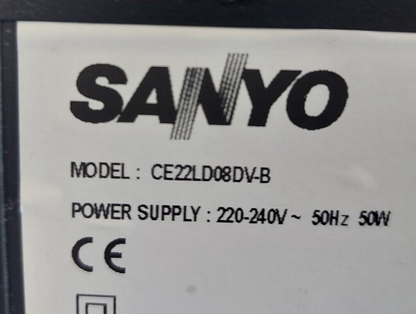 SANYO
MODEL : CE22LD08DV-B
POWER SUPPLY : 220-240V ~ 50Hz 50W
CE